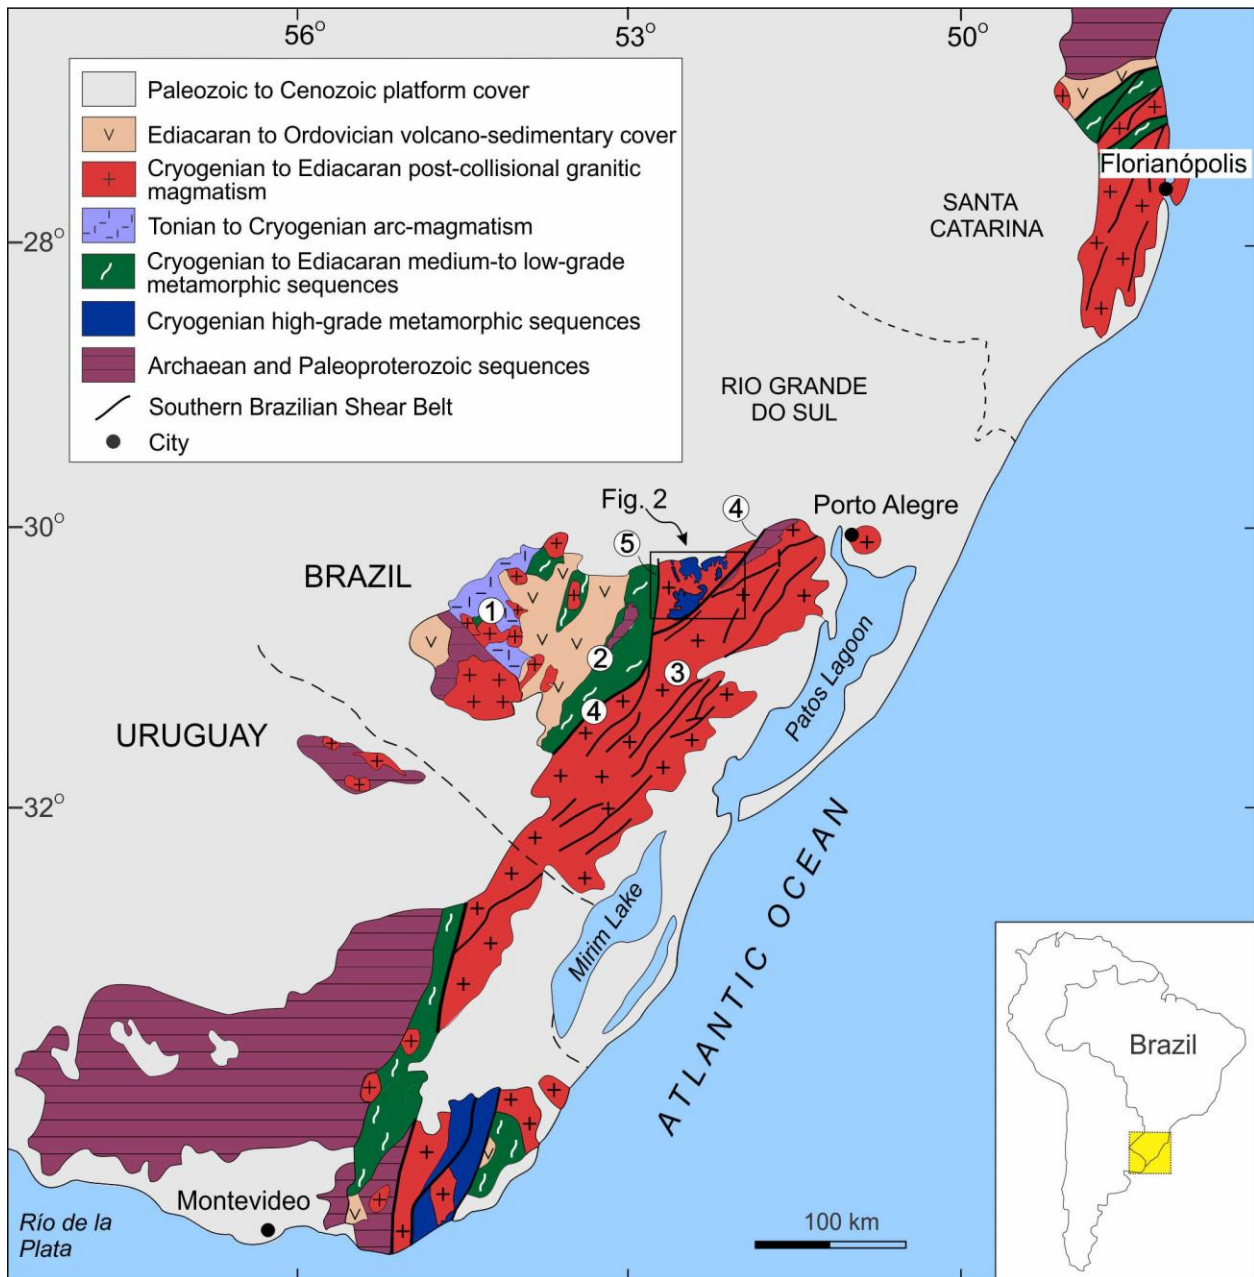 56°
53°
50°
Paleozoic to Cenozoic platform cover
Ediacaran to Ordovician volcano-sedimentary cover
Cryogenian to Ediacaran post-collisional granitic
magmatism
Tonian to Cryogenian arc-magmatism
Cryogenian to Ediacaran medium-to low-grade
metamorphic sequences
Cryogenian high-grade metamorphic sequences
Archaean and Paleoproterozoic sequences
Southern Brazilian Shear Belt
City
Florianópolis
SANTA
CATARINA
28°
RIO GRANDE
DO SUL
Fig. 2
4
Porto Alegre
30°
5
BRAZIL
1
2
3
4
Patos Lagoon
URUGUAY
32°
Mirim Lake
ATLANTIC OCEAN
Brazil
Montevideo
Río de la
Plata
100 km